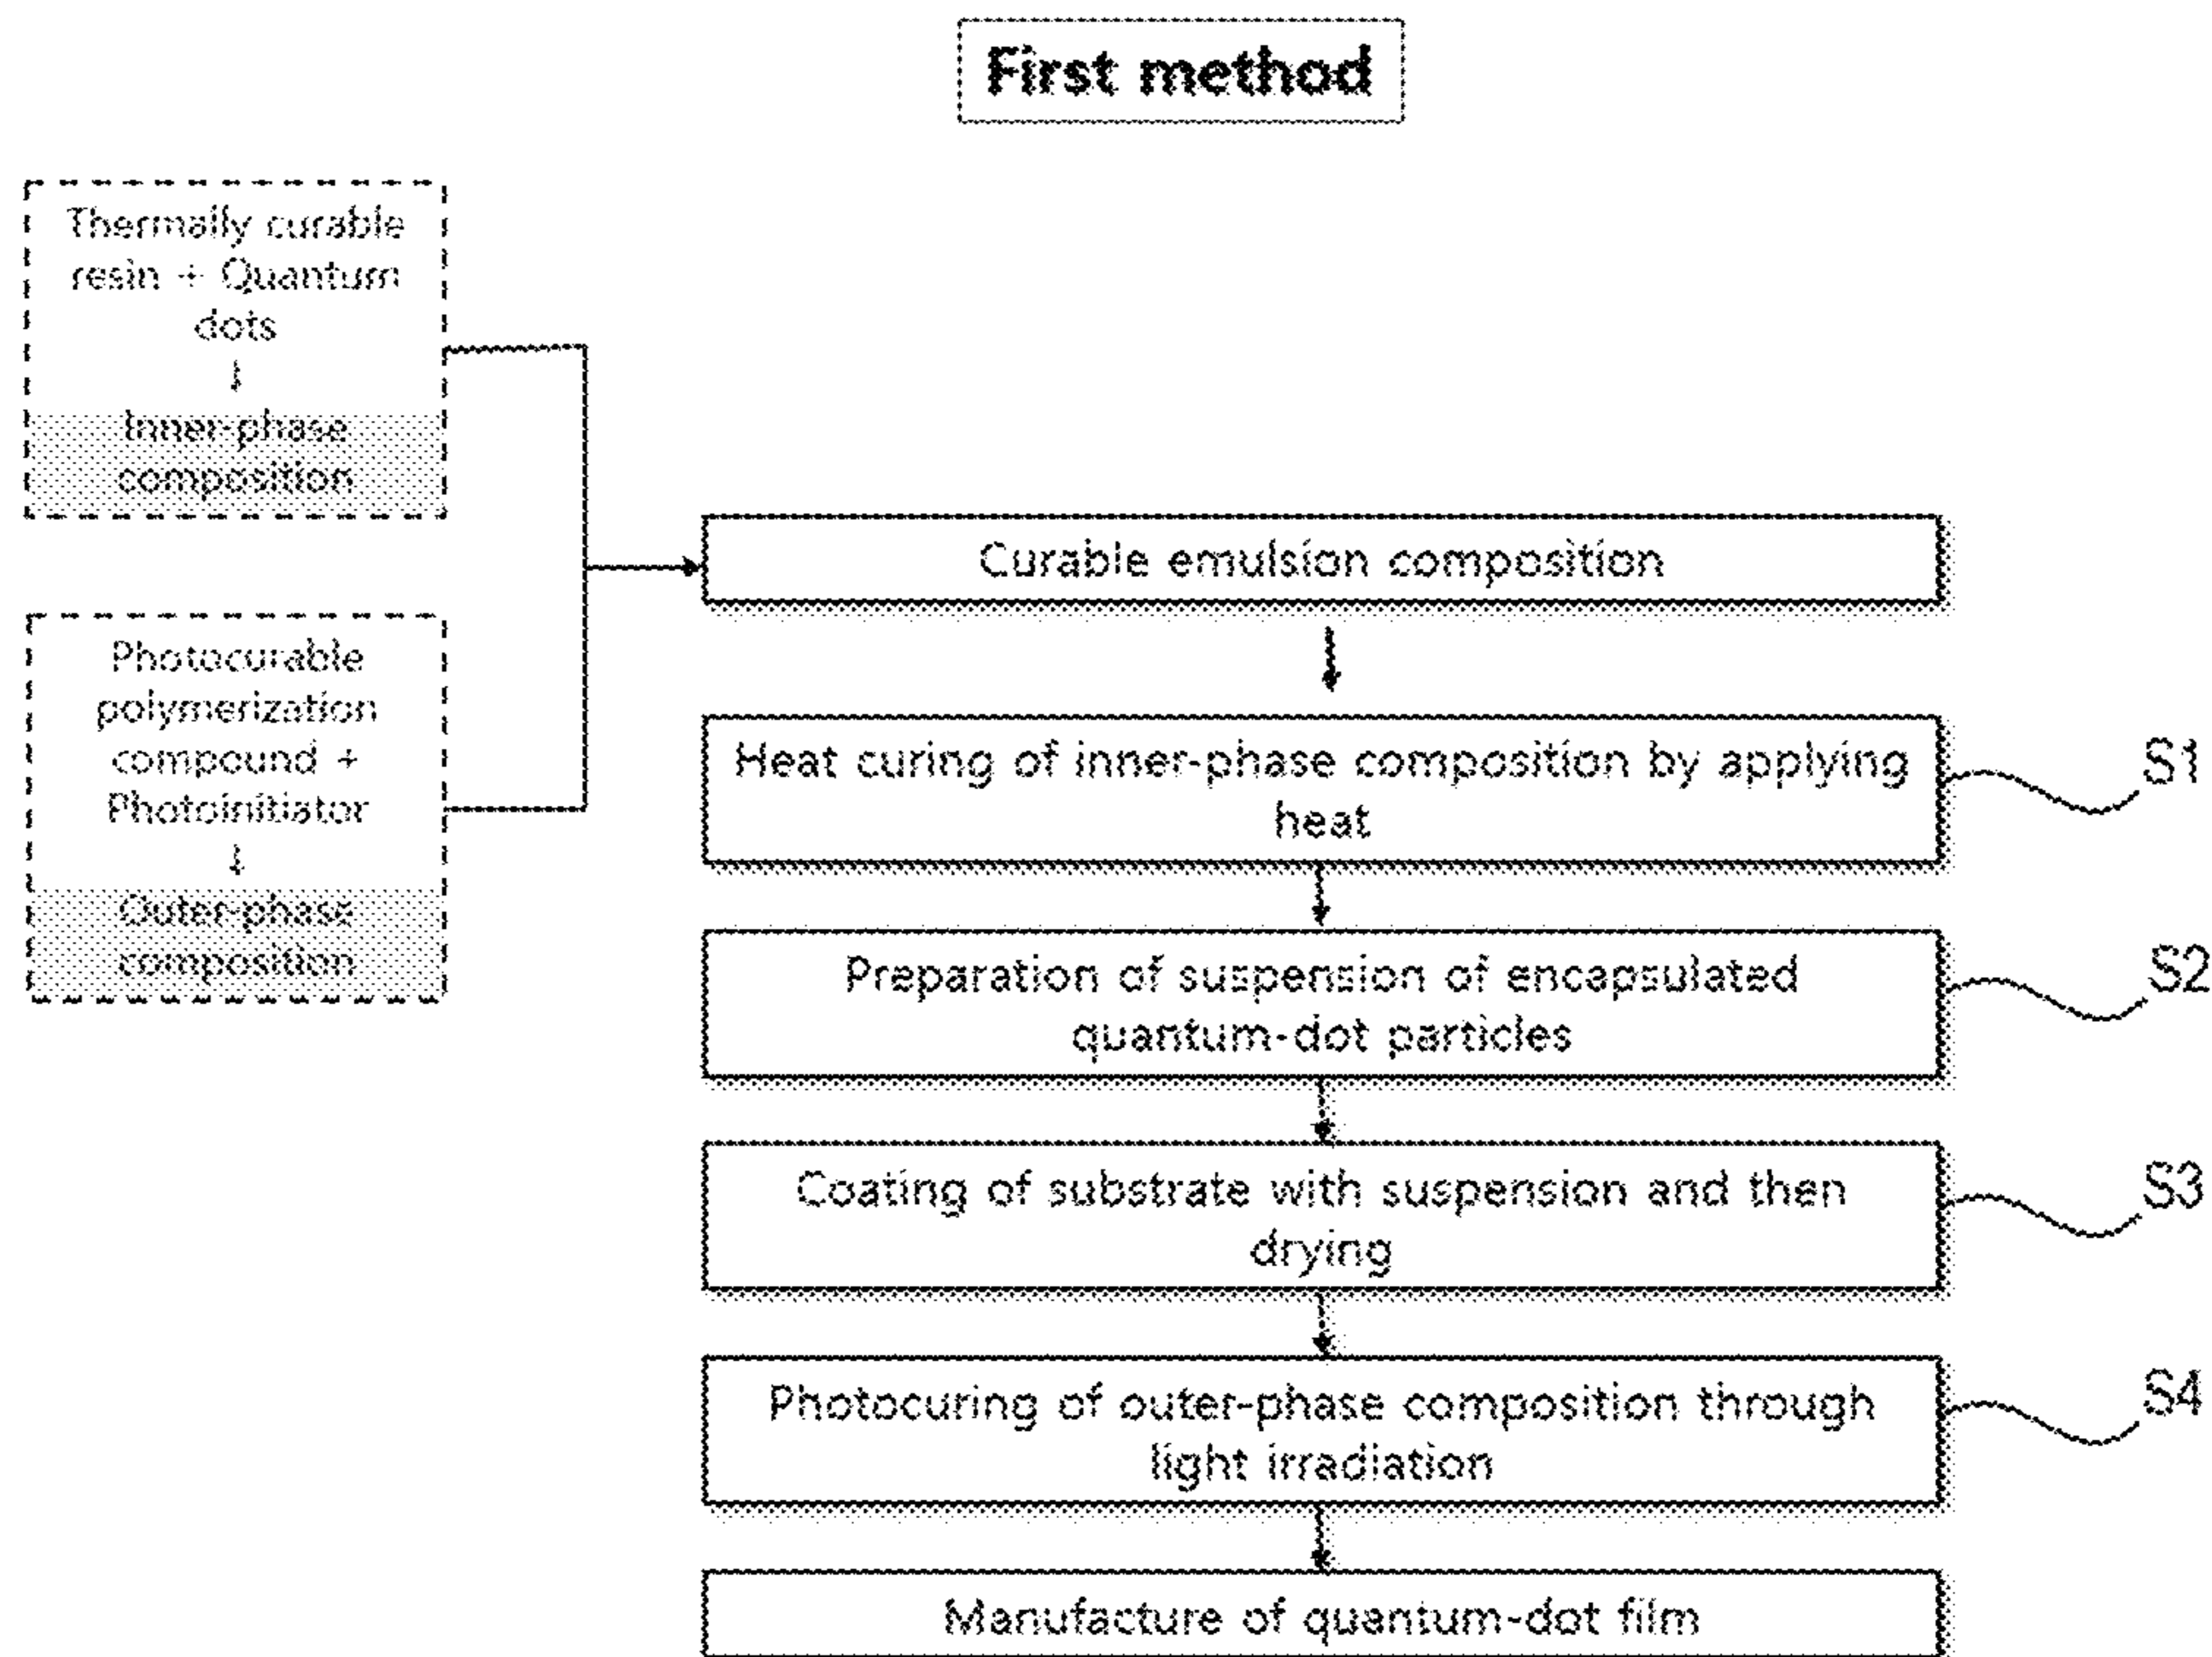 First method
Thermally curable
resin + Quantum
dots
↓
Inner-phase
composition
Photocurable
polymerization
compound +
Photoinitiator
↓
Outer-phase
composition
Curable emulsion composition
Heat curing of inner-phase composition by applying
heat
S1
Preparation of suspension of encapsulated
quantum-dot particles
S2
Coating of substrate with suspension and then
drying
S3
Photocuring of outer-phase composition through
light irradiation
S4
Manufacture of quantum-dot film